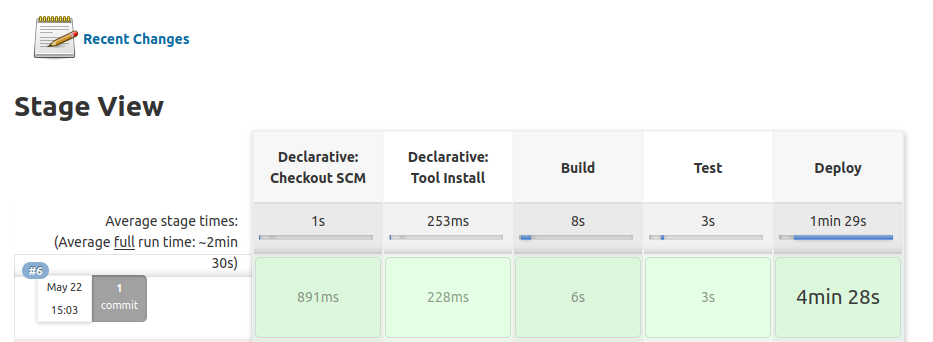 Recent Changes
Stage View
Declarative:
Checkout SCM
Declarative:
Tool Install
Build
Test
Deploy
Average stage times:
(Average full run time: ~2min
30s)
1s
253ms
8s
3s
1min 29s
#6
May 22
15:03
1
commit
891ms
228ms
6s
3s
4min 28s